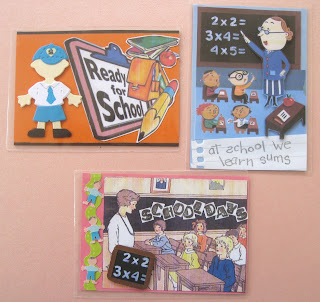 Ready
for
School
2×2=
3×4=
4×5=
at school we
learn sums
SCHOOLDAYS
2×2
3×4=